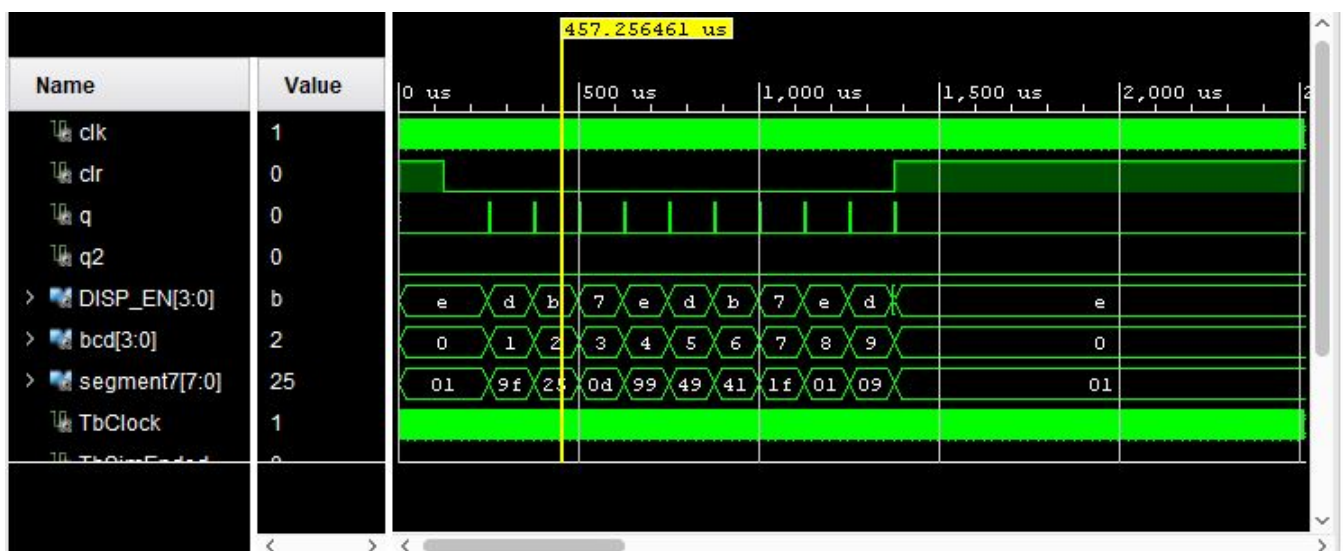 457.256461 us
Name Value 0 us 500 us 1,000 us 1,500 us 2,000 us 2
clk 1
clr 0
q 0
q2 0
> DISP_EN[3:0] b e d b 7 e d b 7 e d e
> bcd[3:0] 2 0 1 2 3 4 5 6 7 8 9 0
> segment7[7:0] 25 01 9f 25 0d 99 49 41 1f 01 09 01
TbClock 1